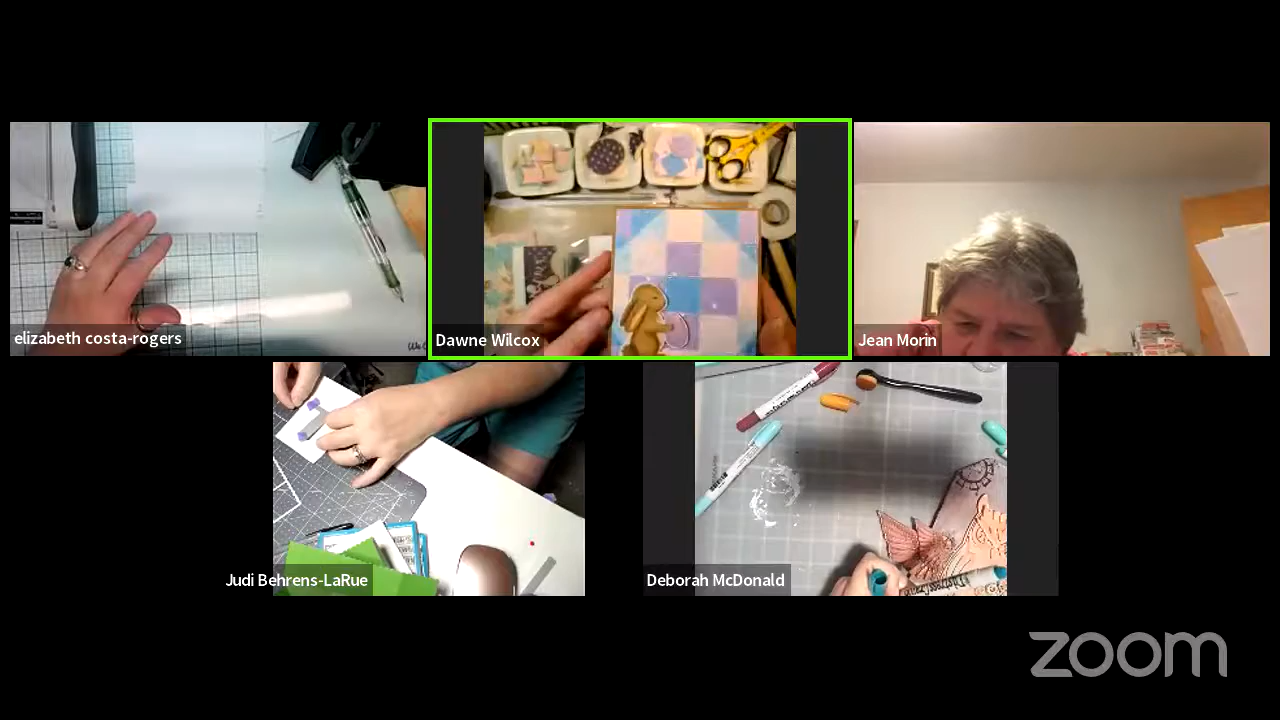 elizabeth costa-rogers
Dawne Wilcox
Jean Morin
Judi Behrens-LaRue
Deborah McDonald
zoom